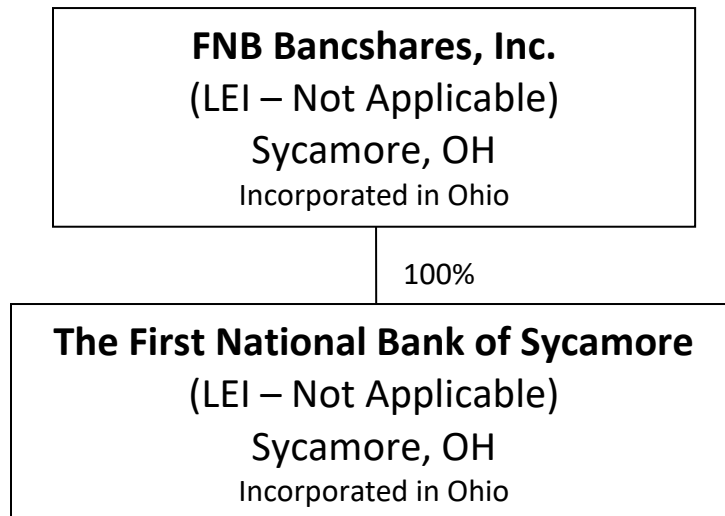 FNB Bancshares, Inc.
(LEI – Not Applicable)
Sycamore, OH
Incorporated in Ohio
100%
The First National Bank of Sycamore
(LEI – Not Applicable)
Sycamore, OH
Incorporated in Ohio